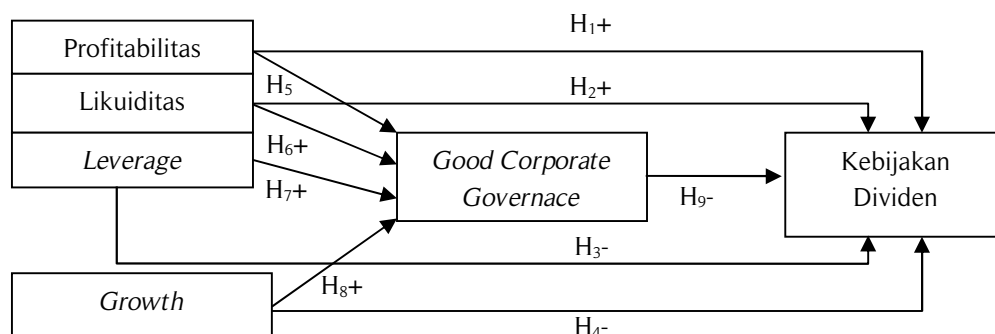 H₁+
Profitabilitas
H₅
Likuiditas
H₂+
Leverage
H₆+
H₇+
Good Corporate
Governace
H₉-
Kebijakan
Dividen
H₃-
Growth
H₈+
H₄-